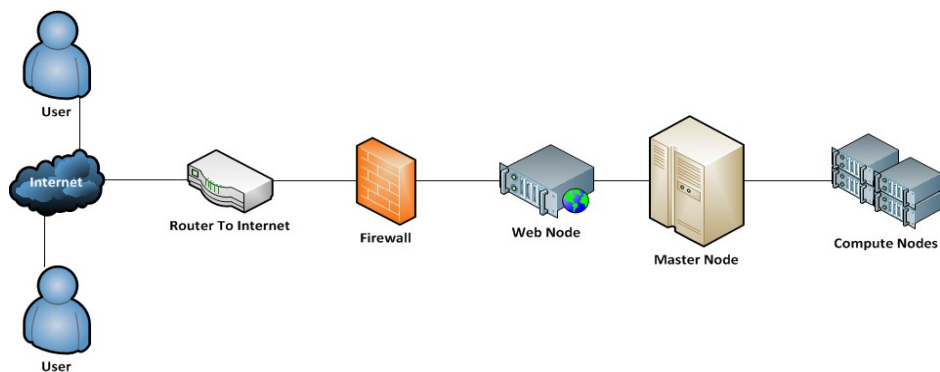 User
Internet
Router To Internet
Firewall
Web Node
Master Node
Compute Nodes
User